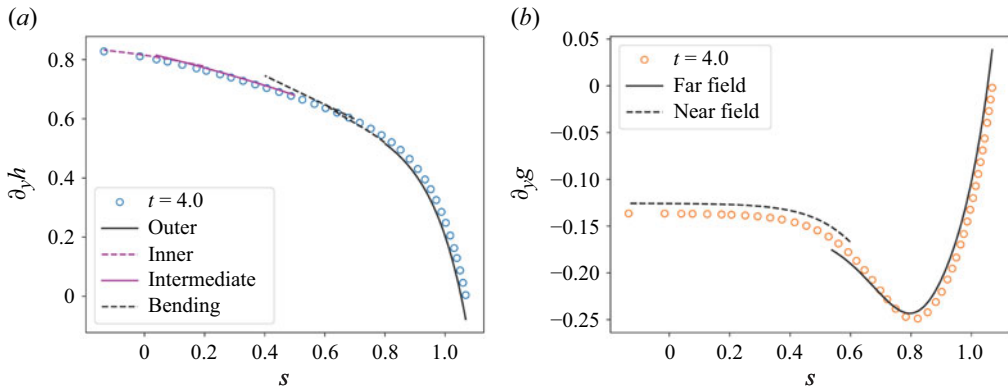 (a)
0.8
0.6
0.4
0.2
0
∂yh
t = 4.0
Outer
Inner
Intermediate
Bending
0 0.2 0.4 0.6 0.8 1.0
s
(b)
0.05
0
−0.05
−0.10
−0.15
−0.20
−0.25
∂yg
t = 4.0
Far field
Near field
0 0.2 0.4 0.6 0.8 1.0
s